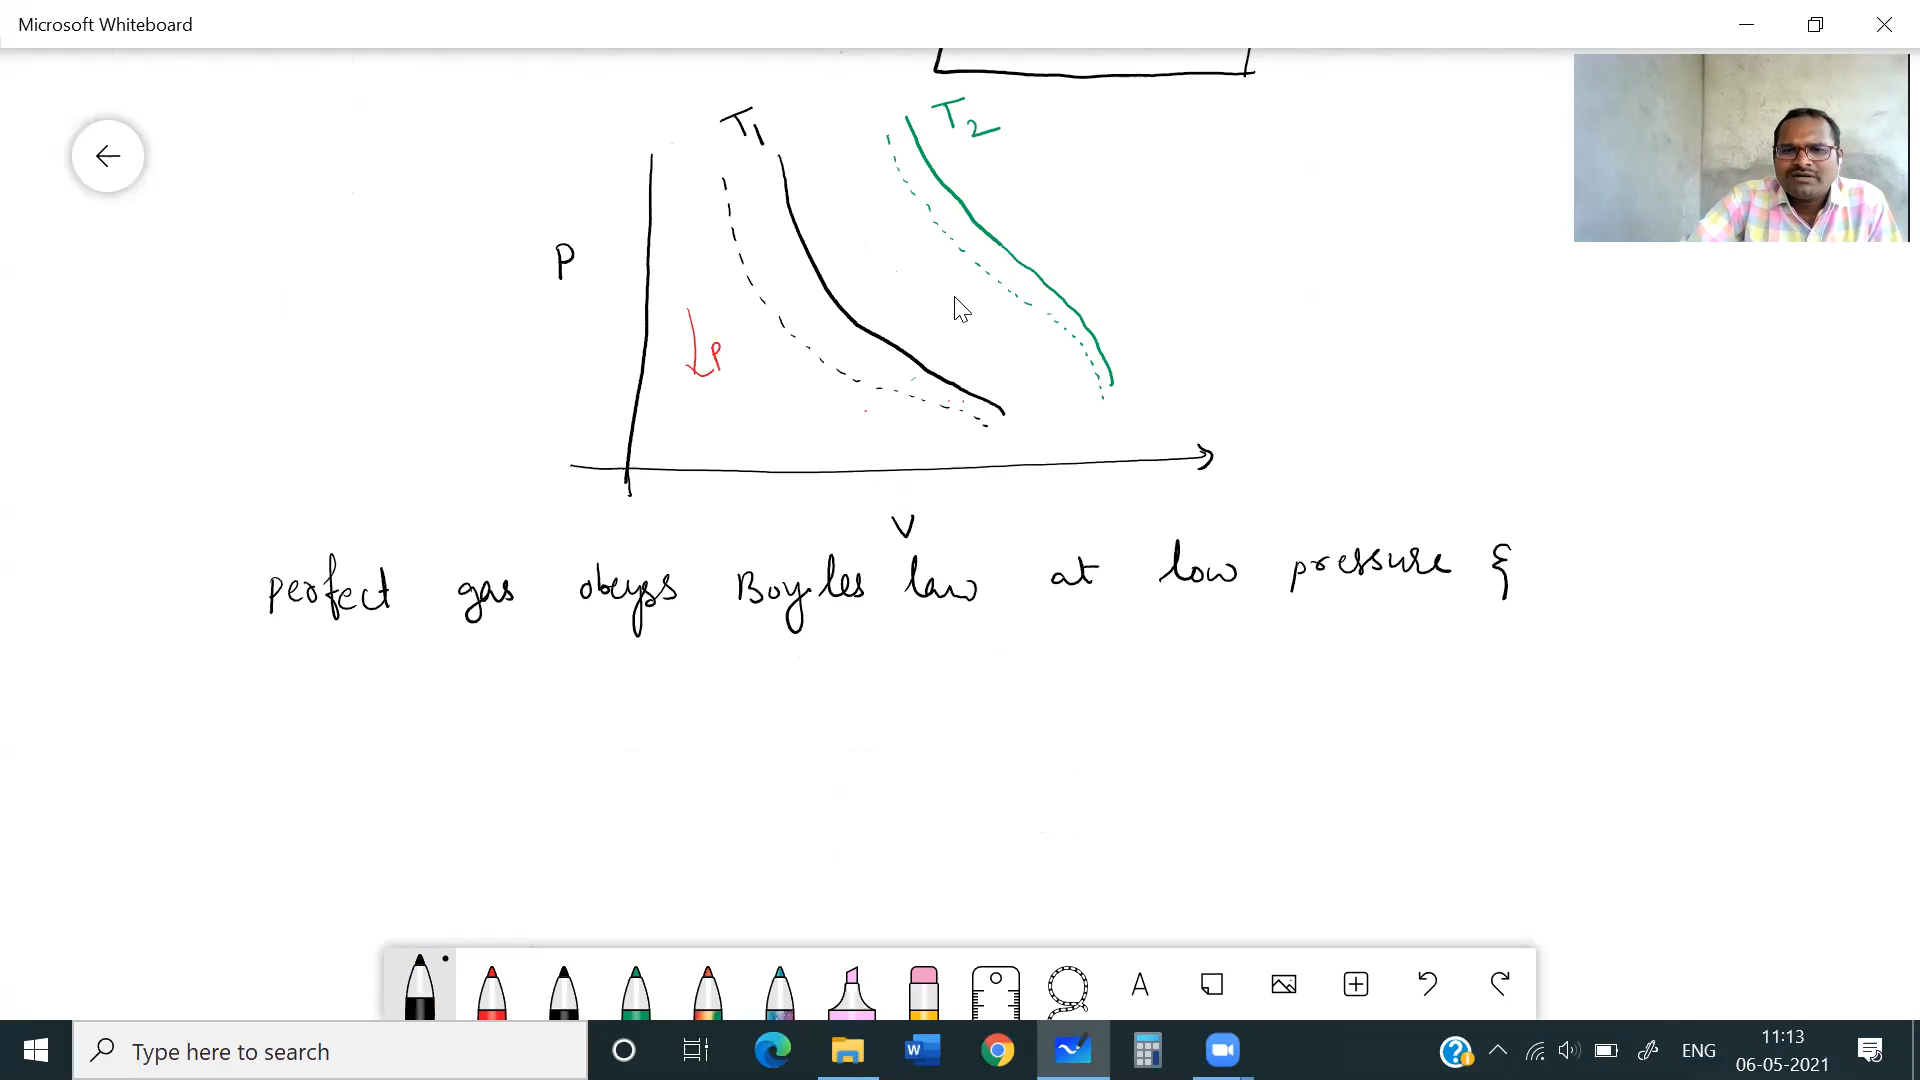 Microsoft Whiteboard
T1
T2
P
P
V
perfect gas obeyss Boyles law at low pressure &
A
Type here to search
W
ENG
11:13
06-05-2021